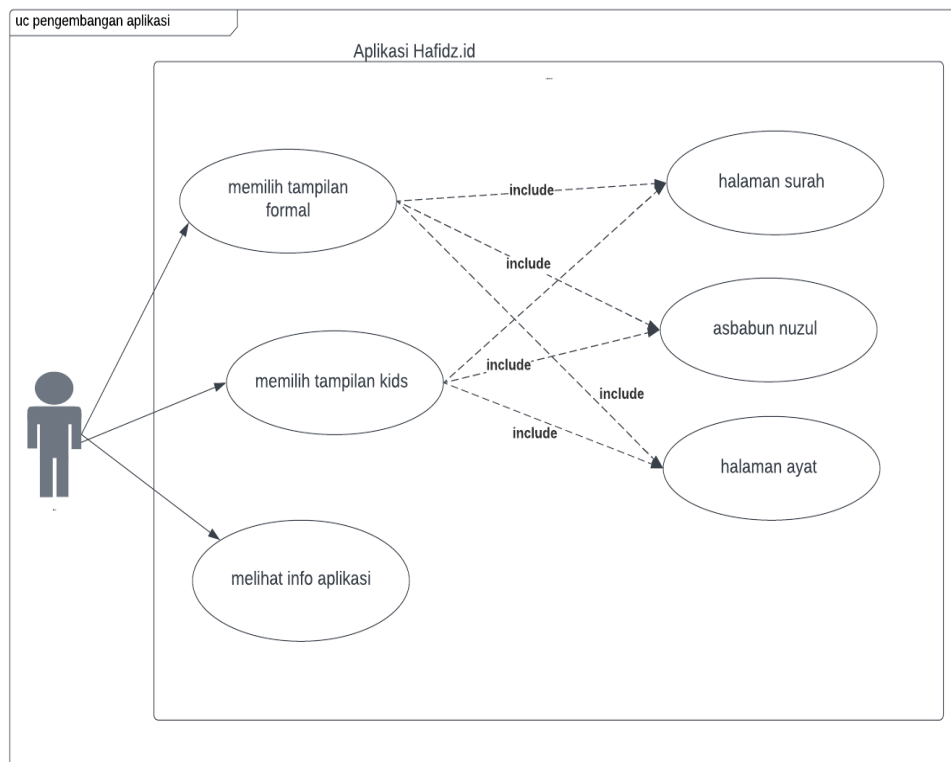 uc pengembangan aplikasi
Aplikasi Hafidz.id
memilih tampilan
formal
include
halaman surah
include
asbabun nuzul
memilih tampilan kids
include
include
include
halaman ayat
melihat info aplikasi